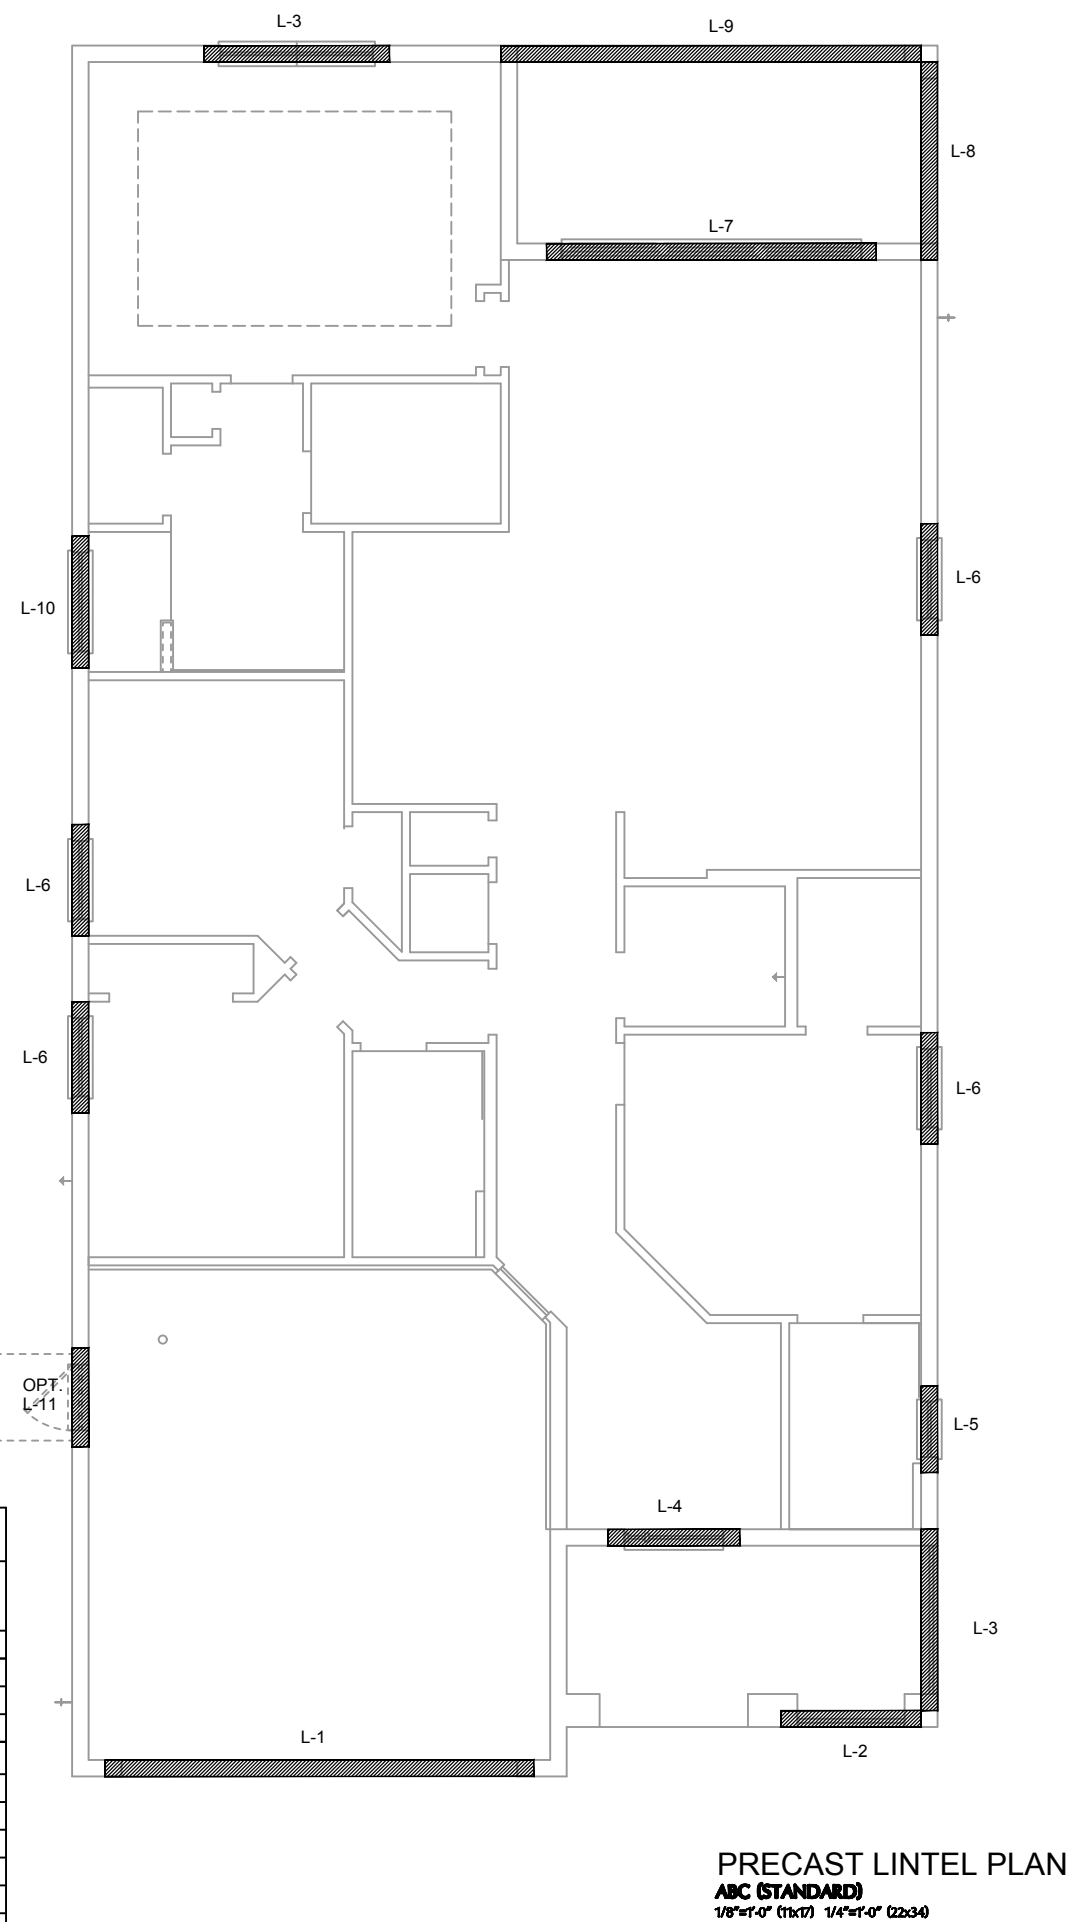 L-3
L-9
L-8
L-7
L-6
L-10
L-6
L-6
L-6
OPT.
L-11
L-5
L-4
L-3
L-1
L-2
PRECAST LINTEL PLAN
ABC (STANDARD)
1/8"=1'-0" (11x17) 1/4"=1'-0" (22x34)